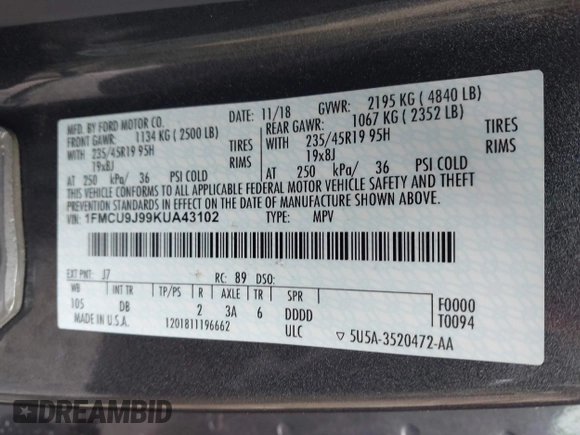 MFD. BY FORD MOTOR CO. DATE: 11/18 GVWR: 2195 KG ( 4840 LB)
FRONT GAWR: 1134 KG ( 2500 LB) REAR GAWR: 1067 KG ( 2352 LB)
WITH 235/45R19 95H TIRES WITH 235/45R19 95H TIRES
19x8J 19x8J
AT 250 kPa/ 36 PSI COLD AT 250 kPa/ 36 PSI COLD
THIS VEHICLE CONFORMS TO ALL APPLICABLE FEDERAL MOTOR VEHICLE SAFETY AND THEFT
PREVENTION STANDARDS IN EFFECT ON THE DATE OF MANUFACTURE SHOWN ABOVE.
VIN: 1FMCU9J99KUA43102 TYPE: MPV
EXT PNT: J7 RC: 89 DSO:
WB INT TR TP/PS R AXLE TR SPR F0000
105 DB 2 3A 6 DDDD T0094
MADE IN U.S.A. 1201811196662 ULC ▽ 5U5A-3520472-AA
DREAMBID